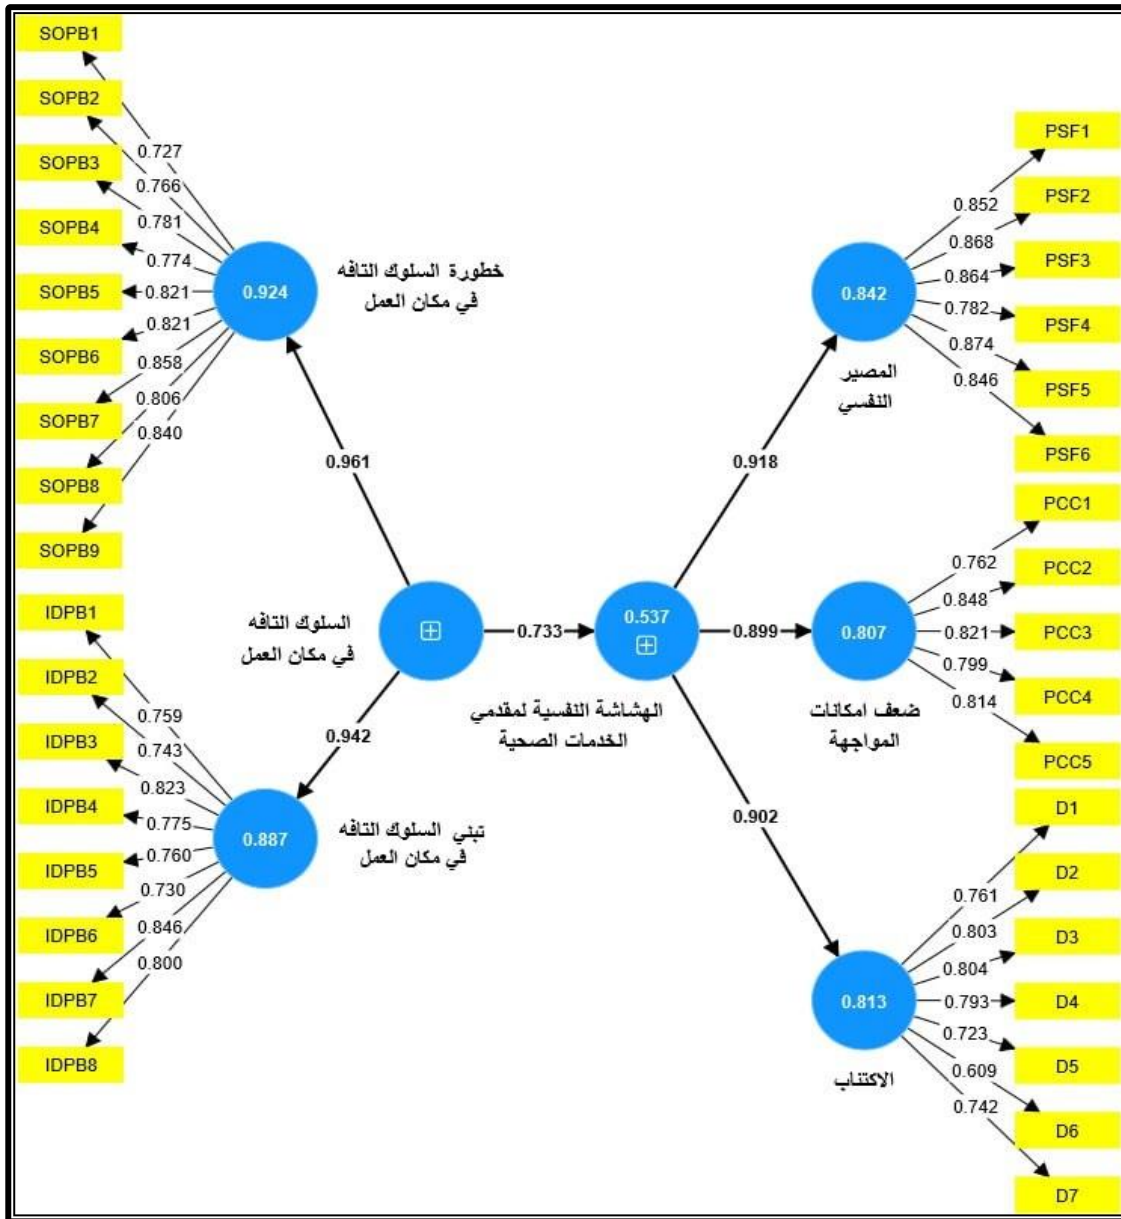 SOPB1
SOPB2
SOPB3
SOPB4
SOPB5
SOPB6
SOPB7
SOPB8
SOPB9
0.727
0.766
0.781
0.774
0.821
0.821
0.858
0.806
0.840
0.924
خطورة السلوك التافه
في مكان العمل
0.961
IDPB1
IDPB2
IDPB3
IDPB4
IDPB5
IDPB6
IDPB7
IDPB8
0.759
0.743
0.823
0.775
0.760
0.730
0.846
0.800
0.887
تبني السلوك التافه
في مكان العمل
0.942
السلوك التافه
في مكان العمل
0.733
0.537
الهشاشة النفسية لمقدمي
الخدمات الصحية
0.918
0.842
المصير
النفسي
0.852
0.868
0.864
0.782
0.874
0.846
PSF1
PSF2
PSF3
PSF4
PSF5
PSF6
0.899
0.807
ضعف امكانات
المواجهة
0.762
0.848
0.821
0.799
0.814
PCC1
PCC2
PCC3
PCC4
PCC5
0.902
0.813
الاكتئاب
0.761
0.803
0.804
0.793
0.723
0.609
0.742
D1
D2
D3
D4
D5
D6
D7